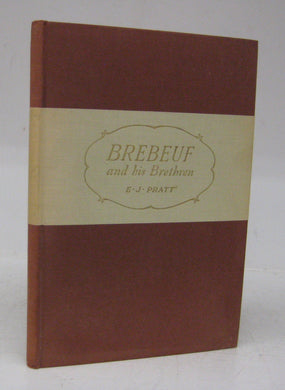 BREBEUF
and his Brethren
E·J·PRATT